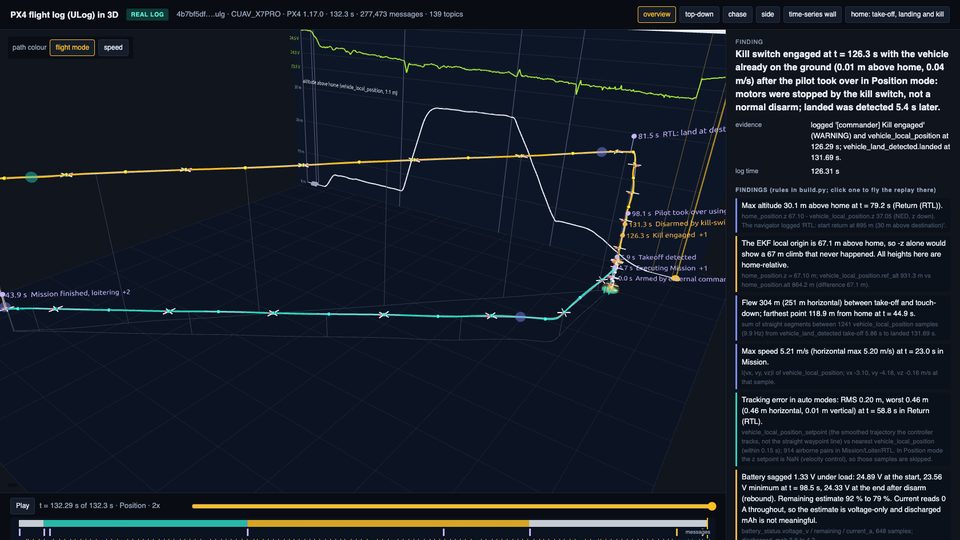 PX4 flight log (ULog) in 3D REAL LOG 4b7bf5df....ulg · CUAV_X7PRO · PX4 1.17.0 · 132.3 s · 277,473 messages · 139 topics
overview top-down chase side time-series wall home: take-off, landing and kill
path colour flight mode speed
altitude above home (vehicle_local_position, 1:1 m)
81.5 s RTL: land at dest
98.1 s Pilot took over using
131.3 s Disarmed by kill-swi
126.3 s Kill engaged +1
Takeoff detected
Executing Mission +1
Armed by external comman
43.9 s Mission finished, loitering +2
FINDING
Kill switch engaged at t = 126.3 s with the vehicle
already on the ground (0.01 m above home, 0.04
m/s) after the pilot took over in Position mode:
motors were stopped by the kill switch, not a
normal disarm; landed was detected 5.4 s later.
evidence
logged '[commander] Kill engaged'
(WARNING) and vehicle_local_position at
126.29 s; vehicle_land_detected.landed at
131.69 s.
log time 126.31 s
FINDINGS (rules in build.py; click one to fly the replay there)
Max altitude 30.1 m above home at t = 79.2 s (Return (RTL)).
home_position.z 67.10 - vehicle_local_position.z 37.05 (NED, z down).
The navigator logged 'RTL: start return at 895 m (30 m above destination)'.
The EKF local origin is 67.1 m above home, so -z alone would
show a 67 m climb that never happened. All heights are
home-relative.
home_position.z = 67.10 m; vehicle_local_position.ref_alt 931.3 m vs
home alt 864.2 m (difference 67.1 m).
Flew 304 m (251 m horizontal) between take-off and touch-
down; farthest point 118.9 m from home at t = 44.9 s.
sum of straight segments between 1241 vehicle_local_position samples
(9.9 Hz) from vehicle_land_detected take-off 5.86 s to landed 131.69 s.
Max speed 5.21 m/s (horizontal max 5.20 m/s) at t = 23.0 s in
Mission.
|(vx, vy, vz)| of vehicle_local_position; vx -3.10, vy -4.18, vz -0.16 m/s at
that sample.
Tracking error in auto modes: RMS 0.20 m, worst 0.46 m
(0.46 m horizontal, 0.01 m vertical) at t = 58.8 s in Return
(RTL).
vehicle_local_position_setpoint (the smoothed trajectory the controller
tracks, not the straight waypoint line) vs nearest vehicle_local_position
(within 0.15 s); 914 airborne pairs in Mission/Loiter/RTL. In Position mode
the z setpoint is NaN (velocity control), so those samples are skipped.
Battery sagged 1.33 V under load: 24.89 V at the start, 23.56
V minimum at t = 98.5 s, 24.33 V at the end after disarm
(rebound). Remaining estimate 92 % to 79 %. Current reads 0
A throughout, so the estimate is voltage-only and discharged
mAh is not meaningful.
battery_status.voltage_v / remaining / current_a, 648 samples;
Play t = 132.29 s of 132.3 s · Position · 2x
messages